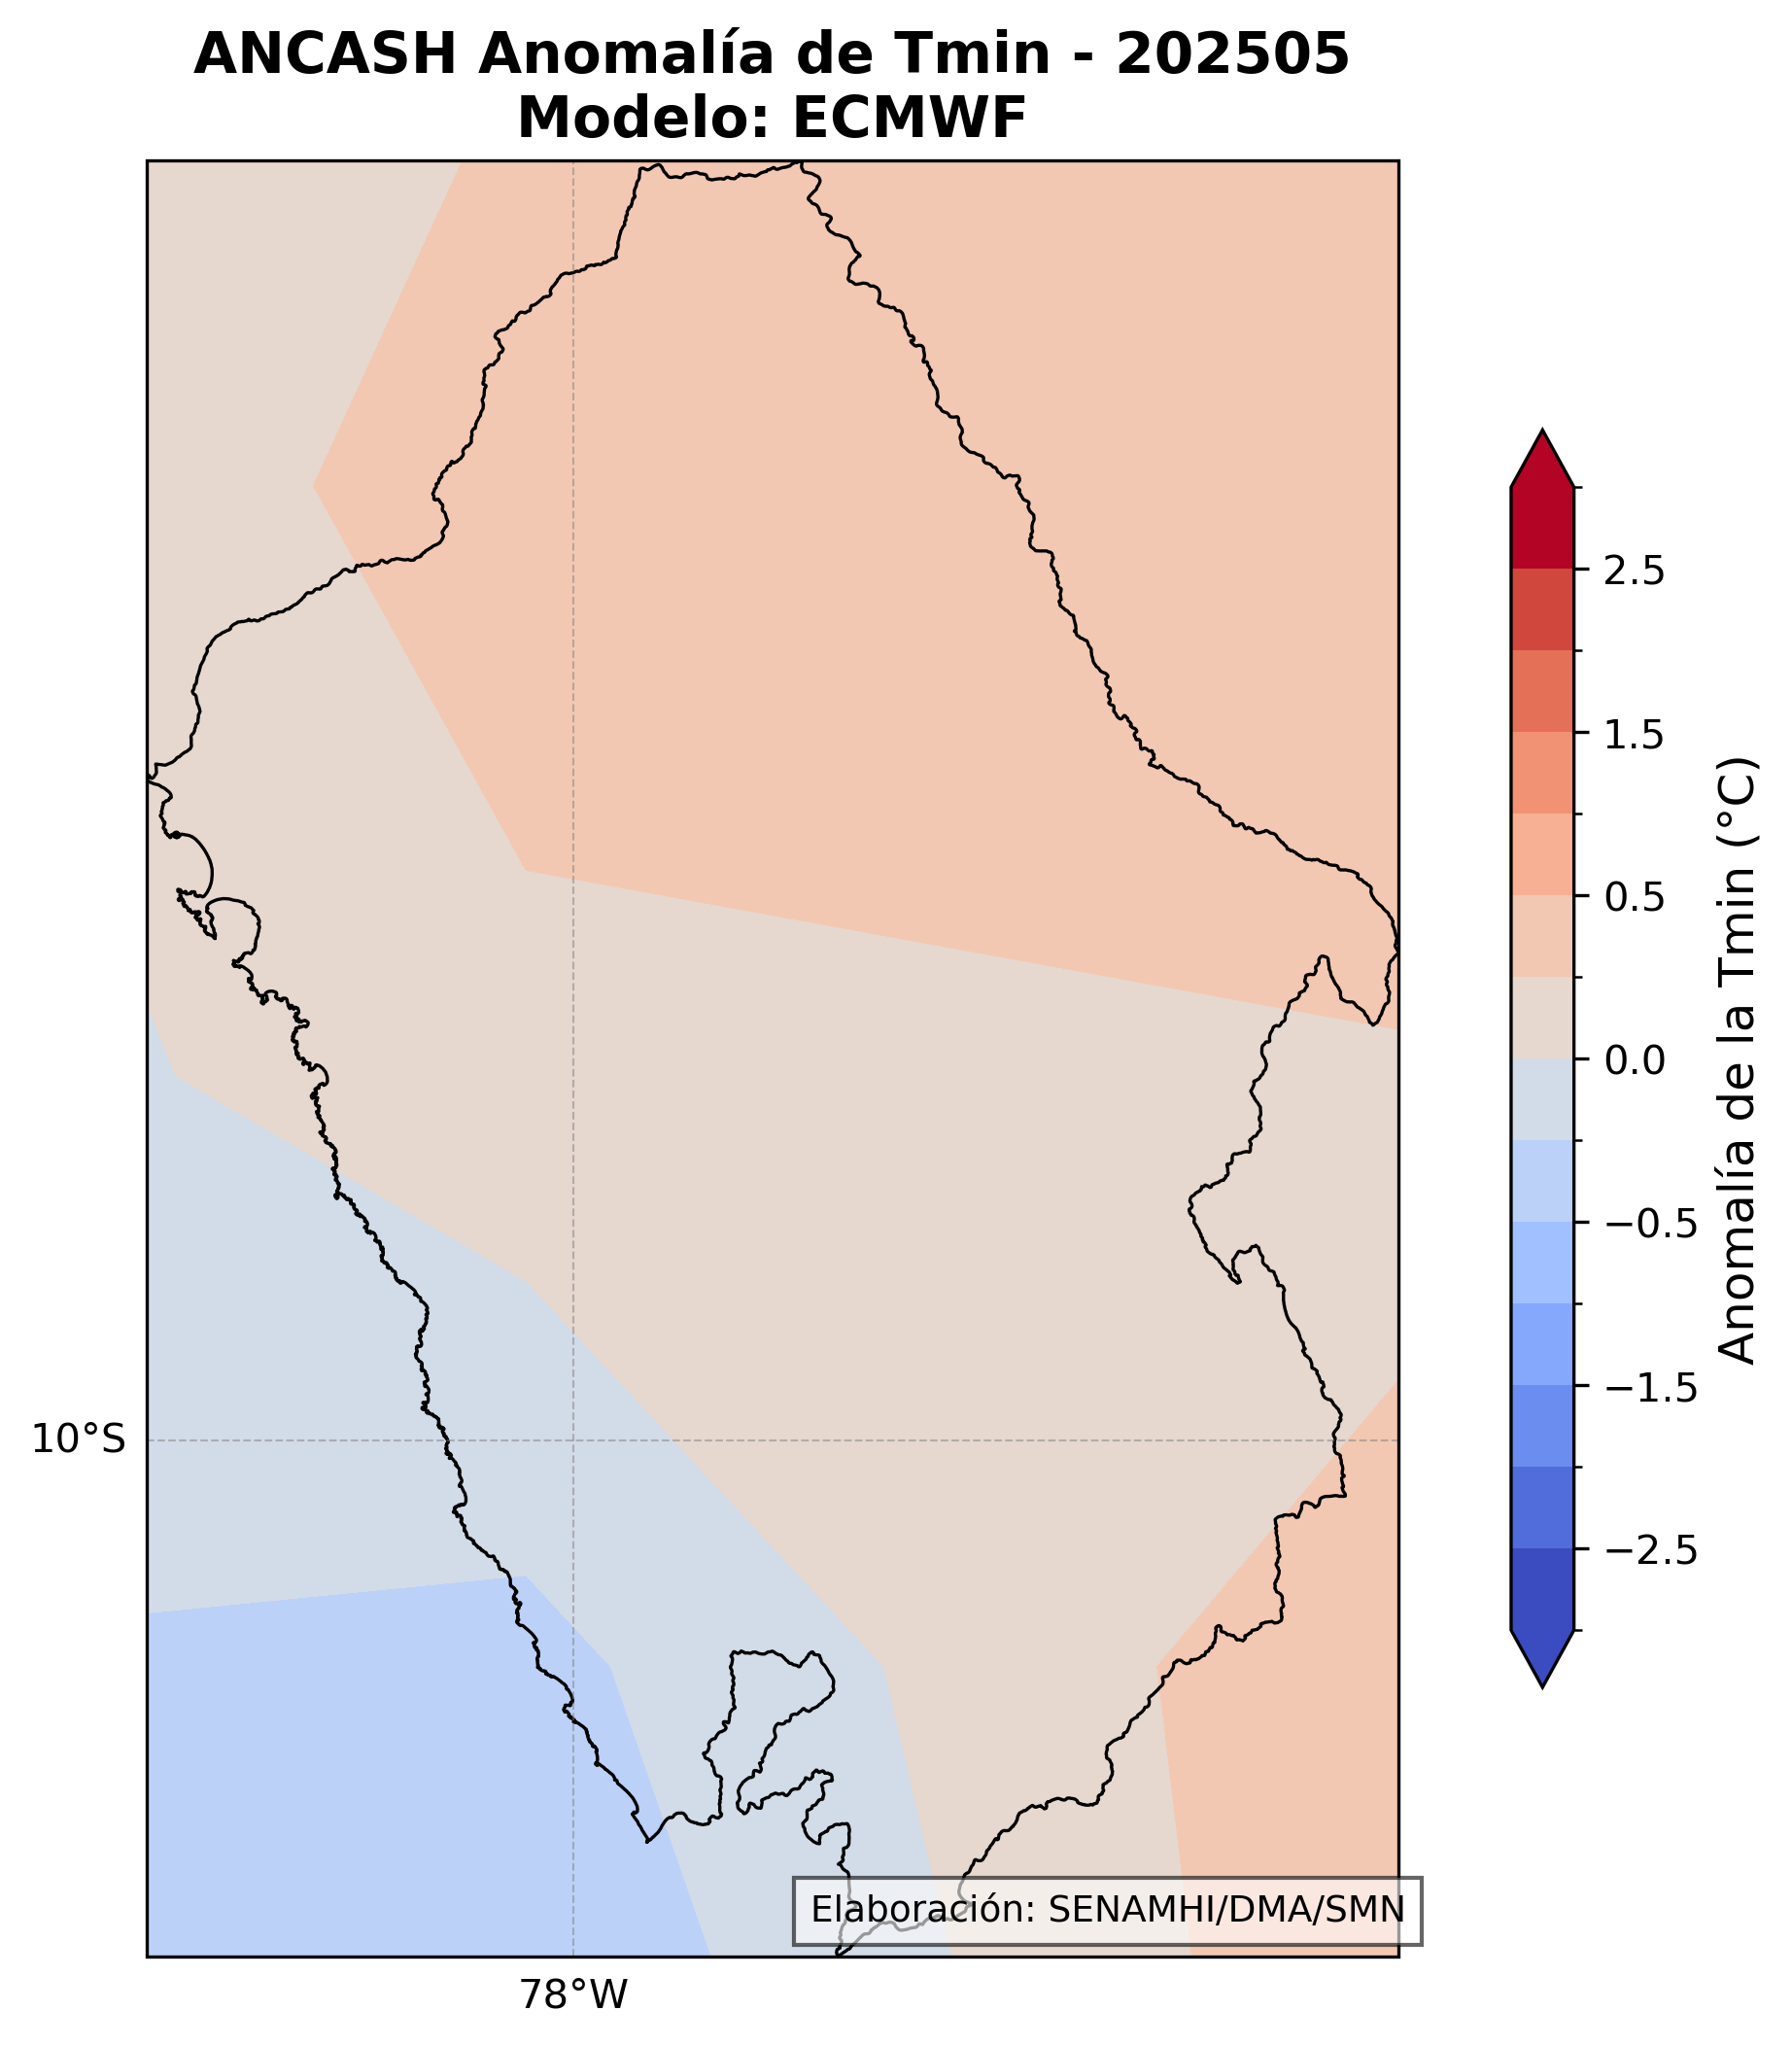 ANCASH Anomalía de Tmin - 202505
Modelo: ECMWF
2.5
1.5
0.5
0.0
−0.5
−1.5
−2.5
Anomalía de la Tmin (°C)
10°S
78°W
Elaboración: SENAMHI/DMA/SMN